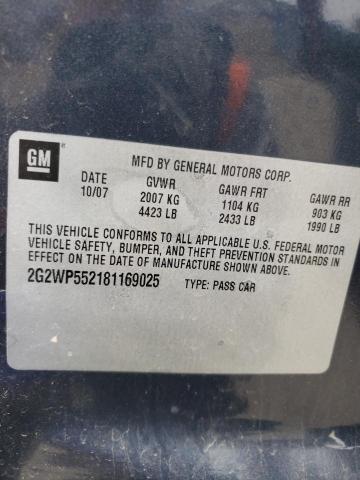 GM
MFD BY GENERAL MOTORS CORP.
DATE GVWR GAWR FRT GAWR RR
10/07 2007 KG 1104 KG 903 KG
4423 LB 2433 LB 1990 LB
THIS VEHICLE CONFORMS TO ALL APPLICABLE U.S. FEDERAL MOTOR
VEHICLE SAFETY, BUMPER, AND THEFT PREVENTION STANDARDS IN
EFFECT ON THE DATE OF MANUFACTURE SHOWN ABOVE.
2G2WP552181169025 TYPE: PASS CAR